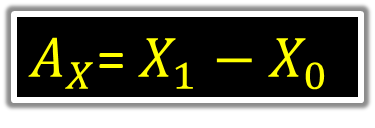 A_X = X_1 − X_0